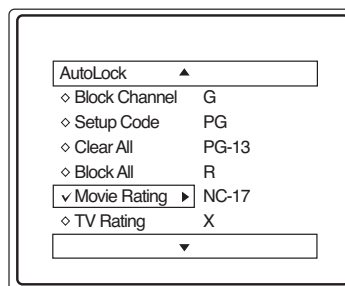 AutoLock ▲
◇ Block Channel G
◇ Setup Code PG
◇ Clear All PG-13
◇ Block All R
✓ Movie Rating ▶ NC-17
◇ TV Rating X
▼